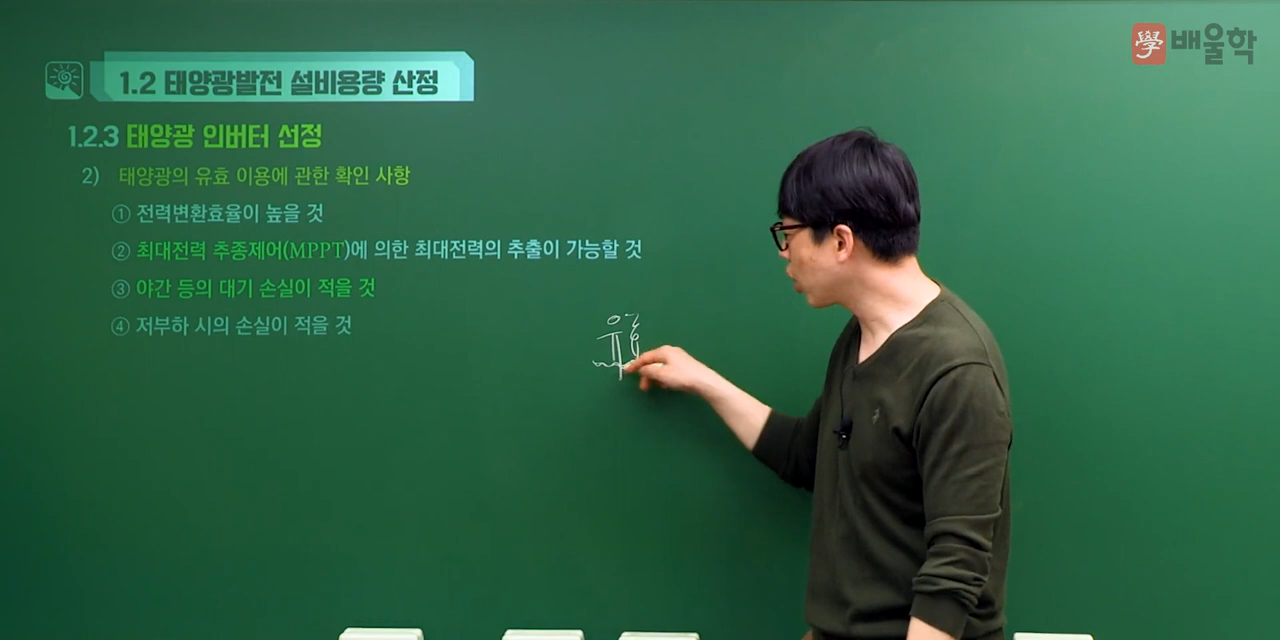 學 배울학
1.2 태양광발전 설비용량 산정
1.2.3 태양광 인버터 선정
2) 태양광의 유효 이용에 관한 확인 사항
① 전력변환효율이 높을 것
② 최대전력 추종제어(MPPT)에 의한 최대전력의 추출이 가능할 것
③ 야간 등의 대기 손실이 적을 것
④ 저부하 시의 손실이 적을 것